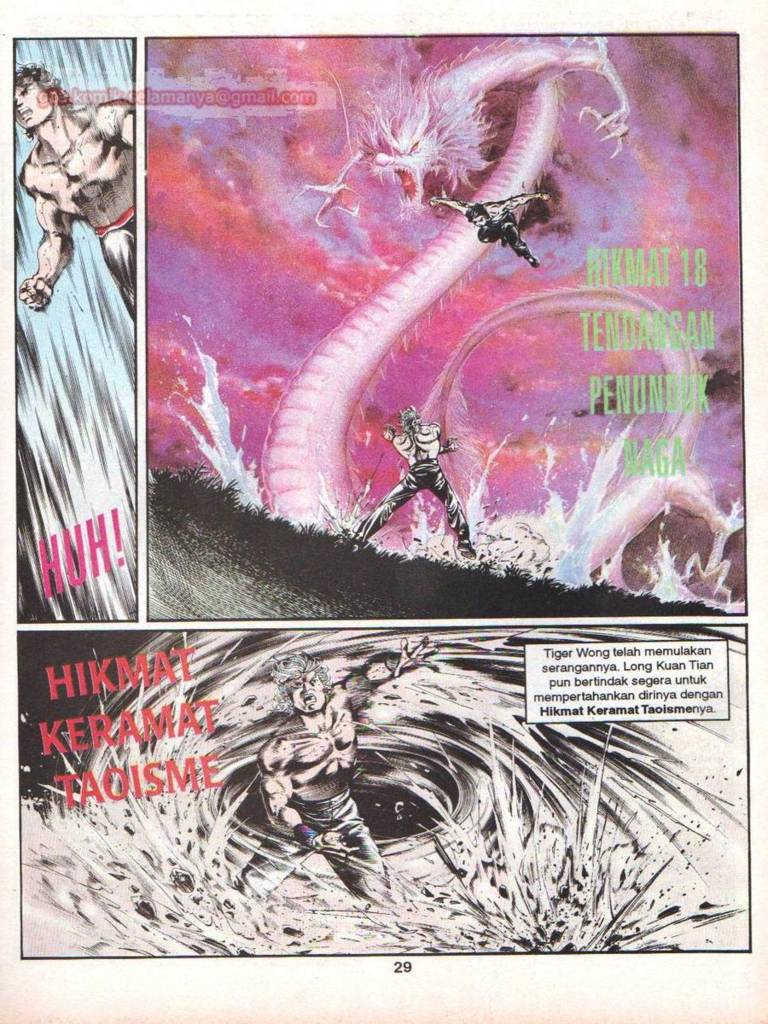 HUH!
HIKMAT 18
TENDANGAN
PENUNDUK
NAGA
HIKMAT
KERAMAT
TAOISME
Tiger Wong telah memulakan
serangannya. Long Kuan Tian
pun bertindak segera untuk
mempertahankan dirinya dengan
Hikmat Keramat Taoismenya.
29